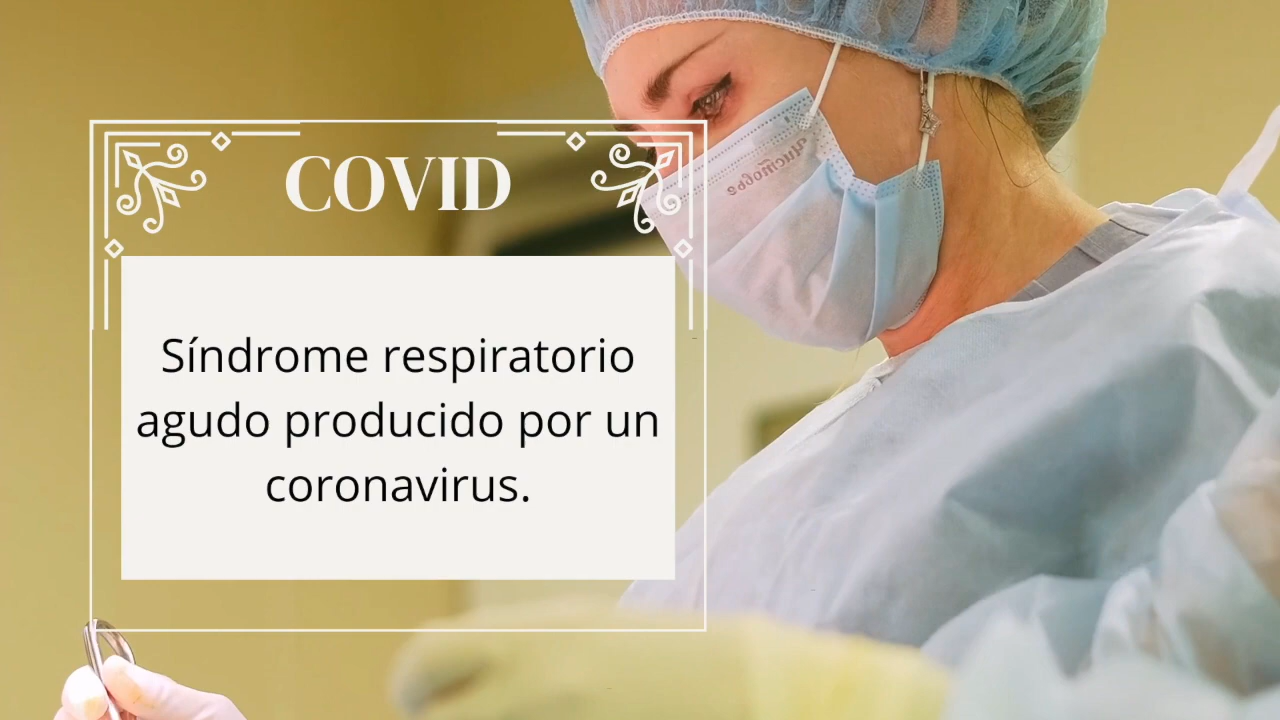 COVID
Síndrome respiratorio
agudo producido por un
coronavirus.